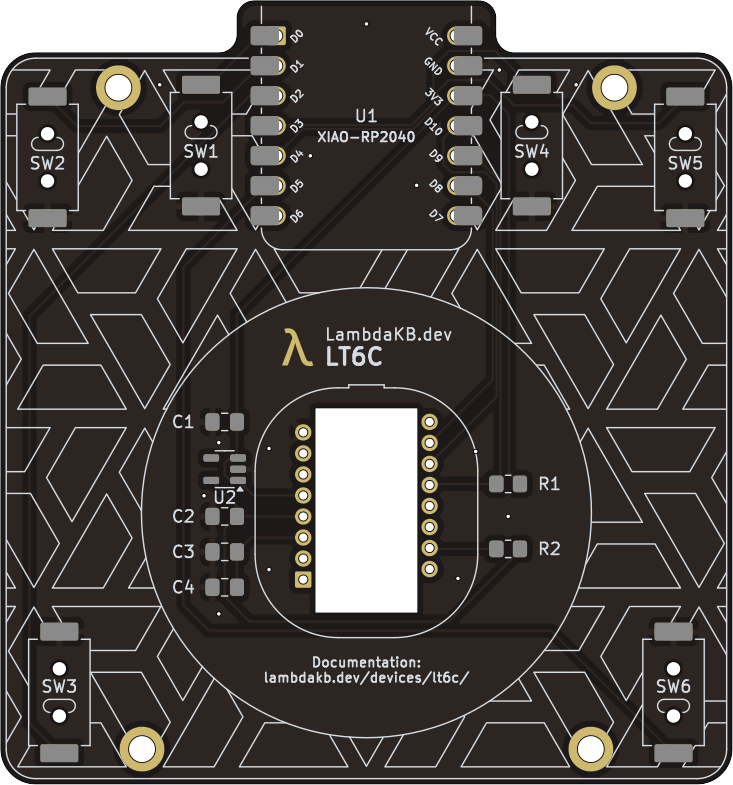 D0
VCC
D1
GND
D2
3V3
D3
U1
D10
XIAO-RP2040
D4
D9
SW2
SW1
SW4
SW5
D5
D8
D6
D7
λ LambdaKB.dev
LT6C
C1
U2
R1
C2
C3
R2
C4
Documentation:
lambdakb.dev/devices/lt6c/
SW3
SW6